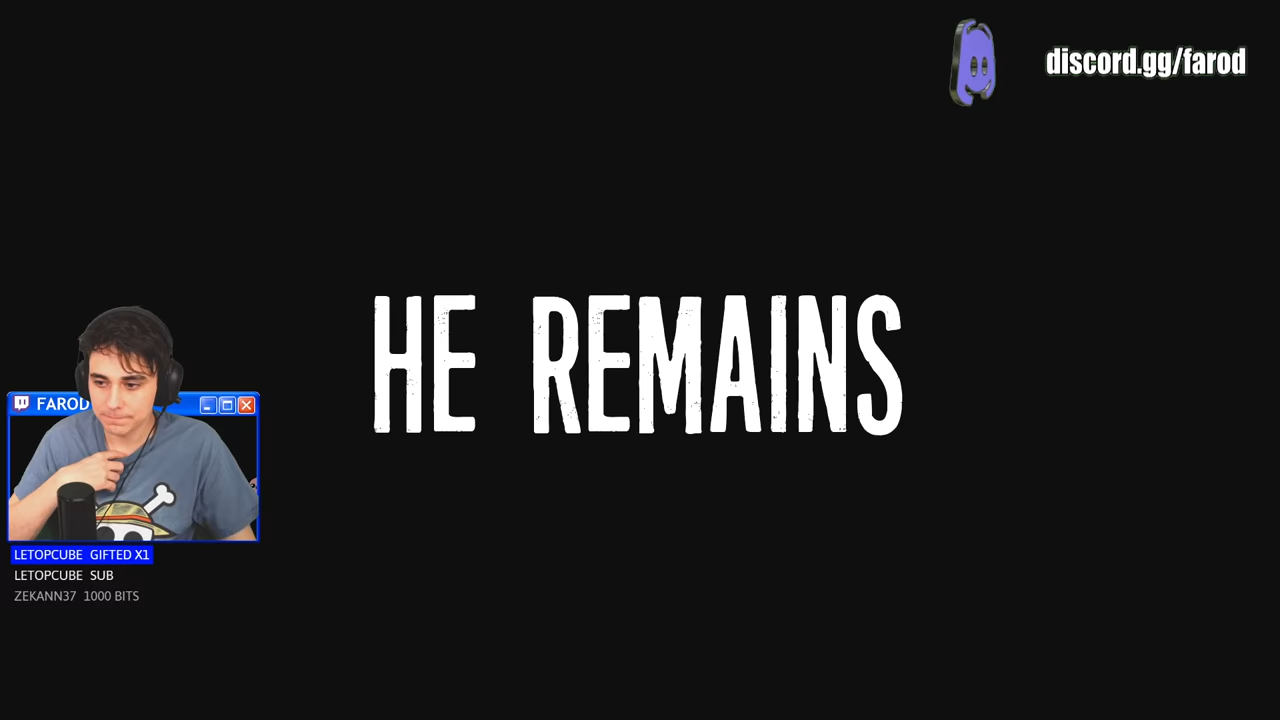 discord.gg/farod
HE REMAINS
FAROD
LETOPCUBE GIFTED X1
LETOPCUBE SUB
ZEKANN37 1000 BITS